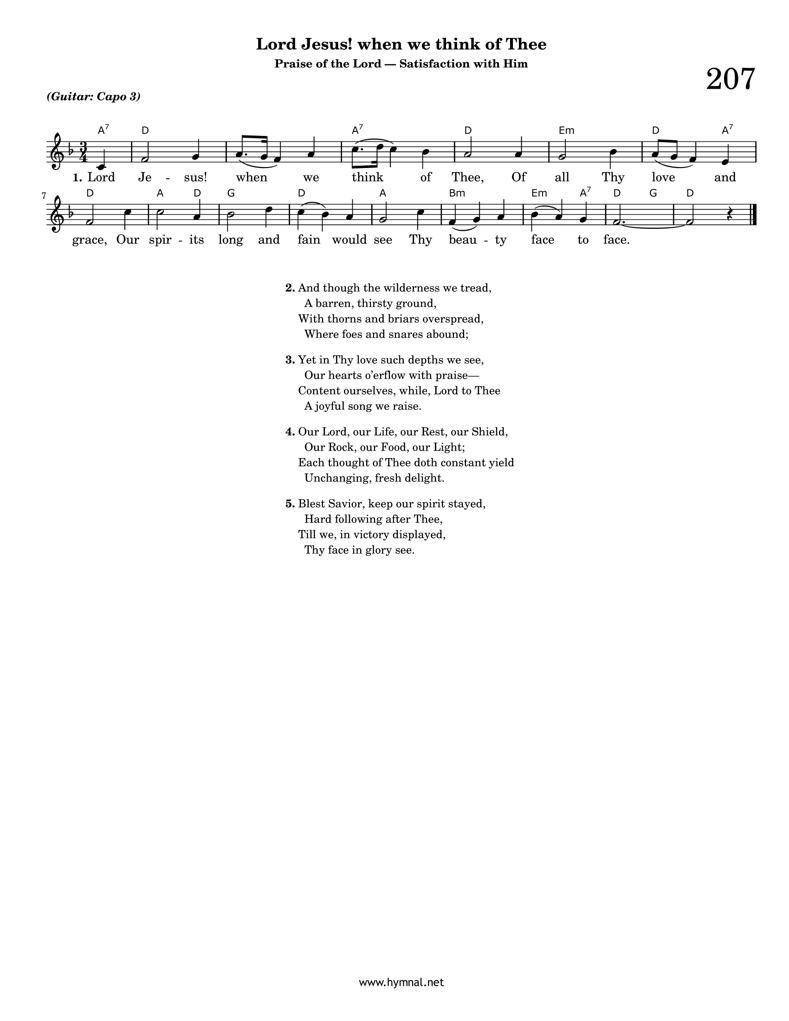 Lord Jesus! when we think of Thee
Praise of the Lord — Satisfaction with Him
207
(Guitar: Capo 3)
A7 D A7 D Em D A7
3
4
1. Lord Je - sus! when we think of Thee, Of all Thy love and
7
D A D G D A Bm Em A7 D G D
grace, Our spir - its long and fain would see Thy beau - ty face to face.
2. And though the wilderness we tread,
A barren, thirsty ground,
With thorns and briars overspread,
Where foes and snares abound;
3. Yet in Thy love such depths we see,
Our hearts o’erflow with praise—
Content ourselves, while, Lord to Thee
A joyful song we raise.
4. Our Lord, our Life, our Rest, our Shield,
Our Rock, our Food, our Light;
Each thought of Thee doth constant yield
Unchanging, fresh delight.
5. Blest Savior, keep our spirit stayed,
Hard following after Thee,
Till we, in victory displayed,
Thy face in glory see.
www.hymnal.net